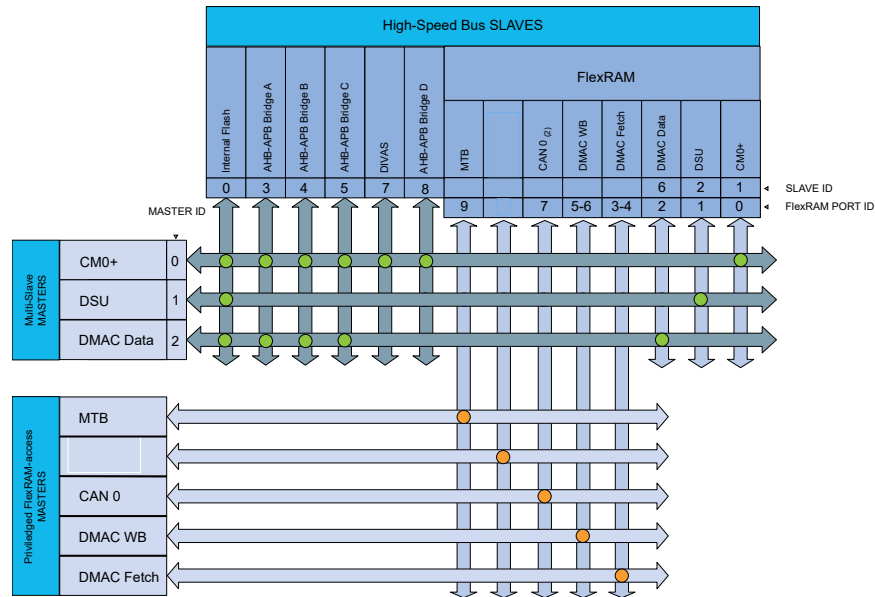 High-Speed Bus SLAVES
FlexRAM
Internal Flash
AHB-APB Bridge A
AHB-APB Bridge B
AHB-APB Bridge C
DIVAS
AHB-APB Bridge D
MTB
CAN 0 (2)
DMAC WB
DMAC Fetch
DMAC Data
DSU
CM0+
0 3 4 5 7 8 6 2 1 SLAVE ID
MASTER ID 9 7 5-6 3-4 2 1 0 FlexRAM PORT ID
Multi-Slave
MASTERS
CM0+ 0
DSU 1
DMAC Data 2
Priviledged FlexRAM-access
MASTERS
MTB
CAN 0
DMAC WB
DMAC Fetch